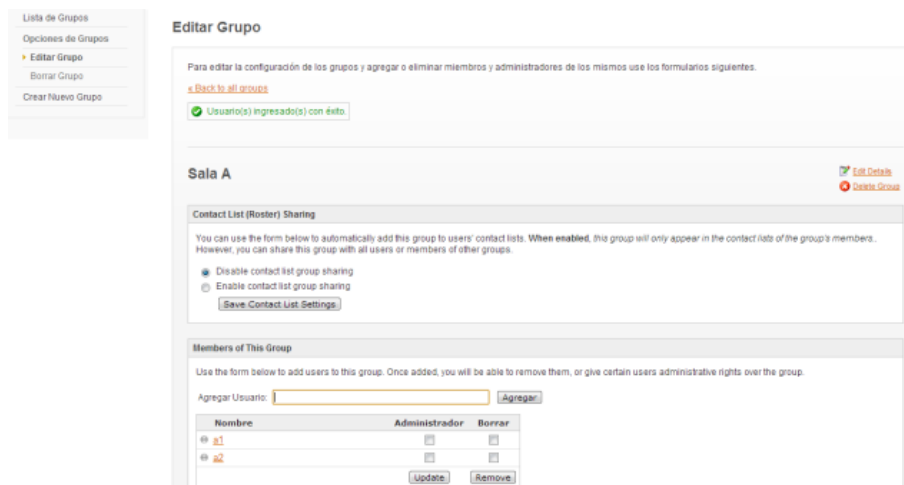 Lista de Grupos
Opciones de Grupos
Editar Grupo
Borrar Grupo
Crear Nuevo Grupo
Editar Grupo
Para editar la configuración de los grupos y agregar o eliminar miembros y administradores de los mismos use los formularios siguientes.
« Back to all groups
Usuario(s) ingresado(s) con éxito.
Sala A
Edit Details
Delete Group
Contact List (Roster) Sharing
You can use the form below to automatically add this group to users' contact lists. When enabled, this group will only appear in the contact lists of the group's members..
However, you can share this group with all users or members of other groups.
Disable contact list group sharing
Enable contact list group sharing
Save Contact List Settings
Members of This Group
Use the form below to add users to this group. Once added, you will be able to remove them, or give certain users administrative rights over the group.
Agregar Usuario: Agregar
Nombre Administrador Borrar
a1
a2
Update Remove